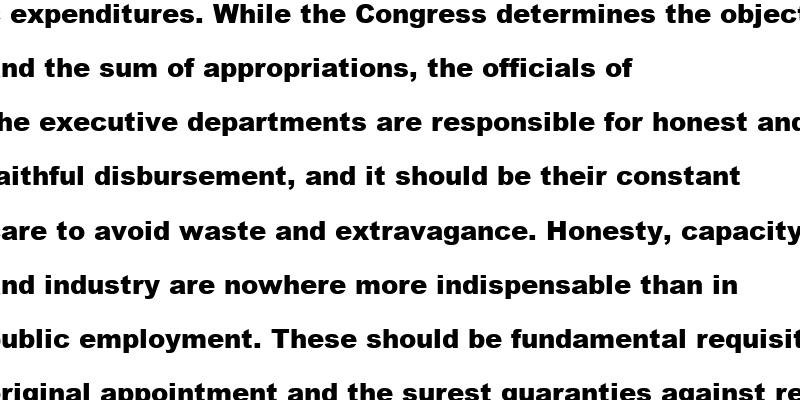 expenditures. While the Congress determines the
and the sum of appropriations, the officials of
the executive departments are responsible for honest and
faithful disbursement, and it should be their constant
care to avoid waste and extravagance. Honesty, capacity,
and industry are nowhere more indispensable than in
public employment. These should be fundamental
original appointment and the surest guaranties against